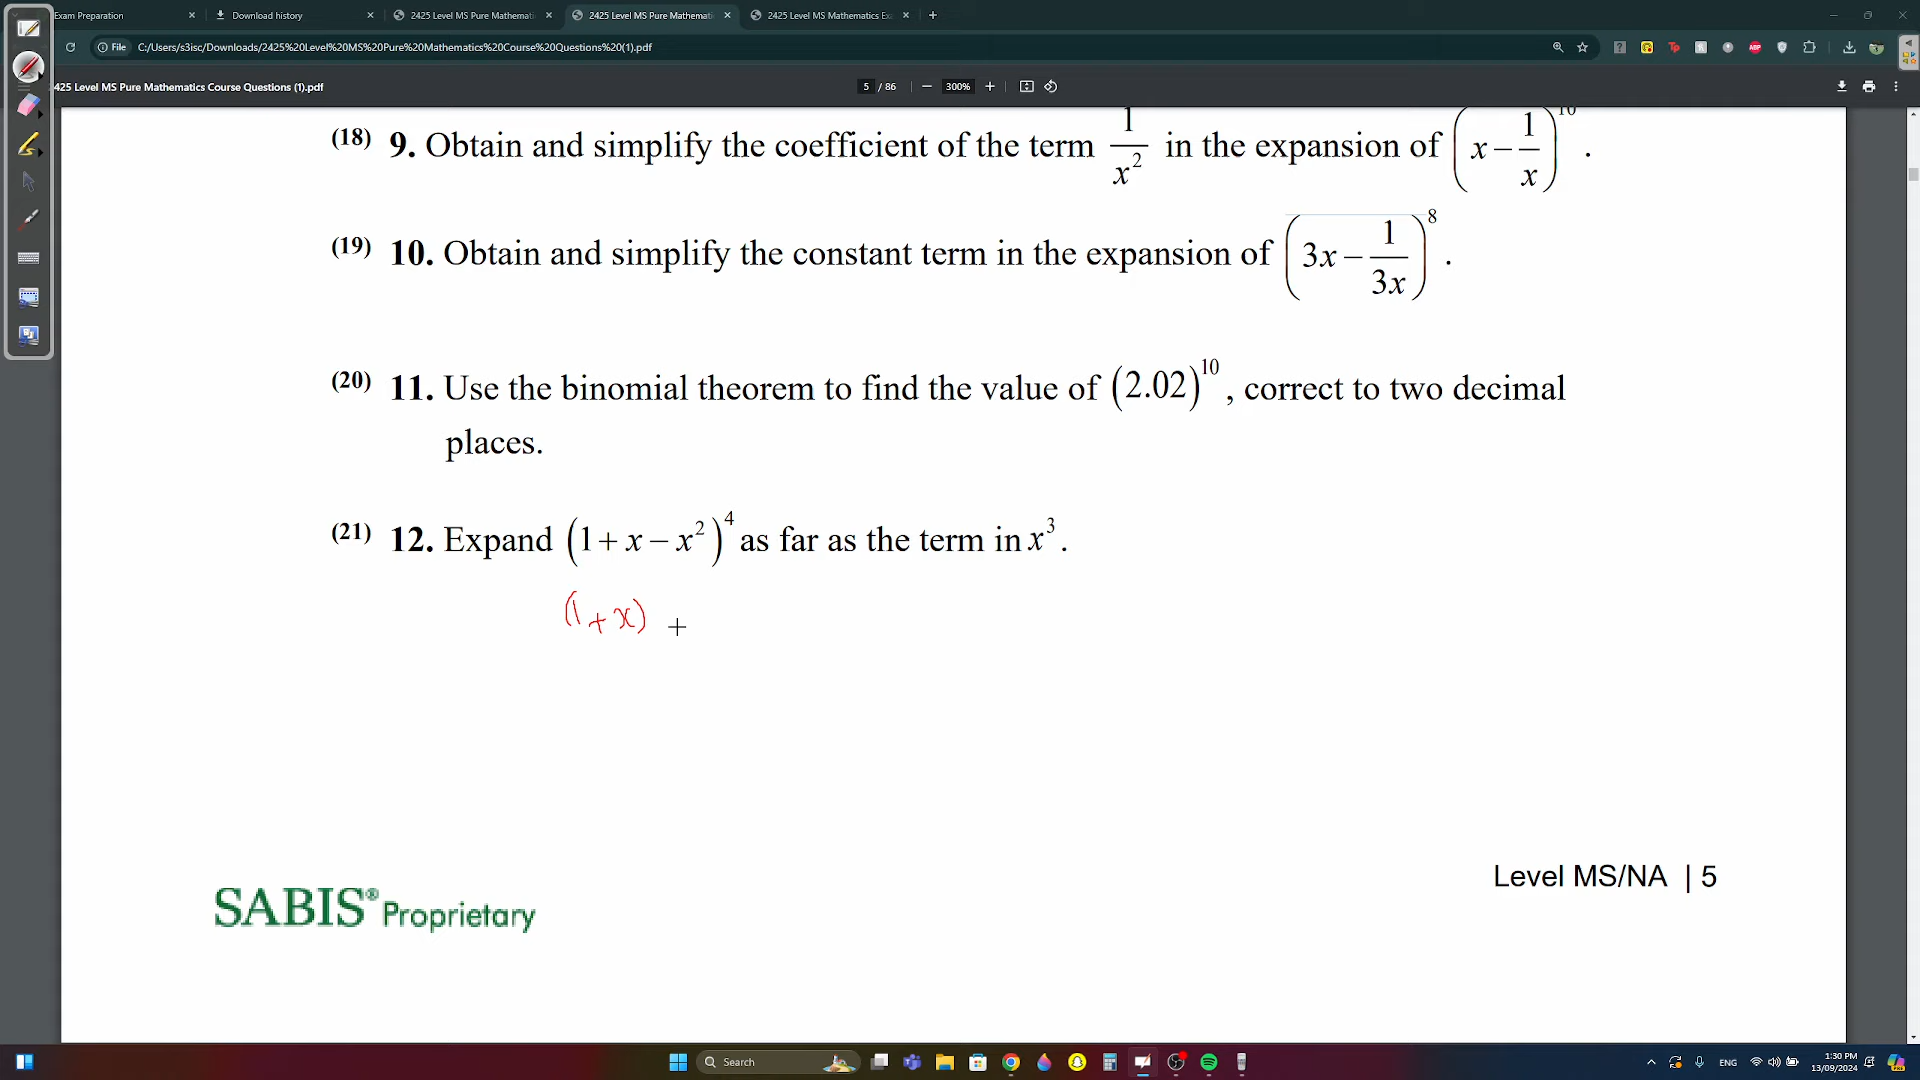 Exam Preparation
Download history
2425 Level MS Pure Mathemati
2425 Level MS Pure Mathemati
2425 Level MS Mathematics Ex
File C:/Users/s3isc/Downloads/2425%20Level%20MS%20Pure%20Mathematics%20Course%20Questions%20(1).pdf
425 Level MS Pure Mathematics Course Questions (1).pdf
5 / 86 300%
(18) 9. Obtain and simplify the coefficient of the term 1/x² in the expansion of (x − 1/x)¹⁰.
(19) 10. Obtain and simplify the constant term in the expansion of (3x − 1/3x)⁸.
(20) 11. Use the binomial theorem to find the value of (2.02)¹⁰, correct to two decimal
places.
(21) 12. Expand (1 + x − x²)⁴ as far as the term in x³.
(1 + x)
Level MS/NA | 5
SABIS® Proprietary
Search
ENG
1:30 PM
13/09/2024